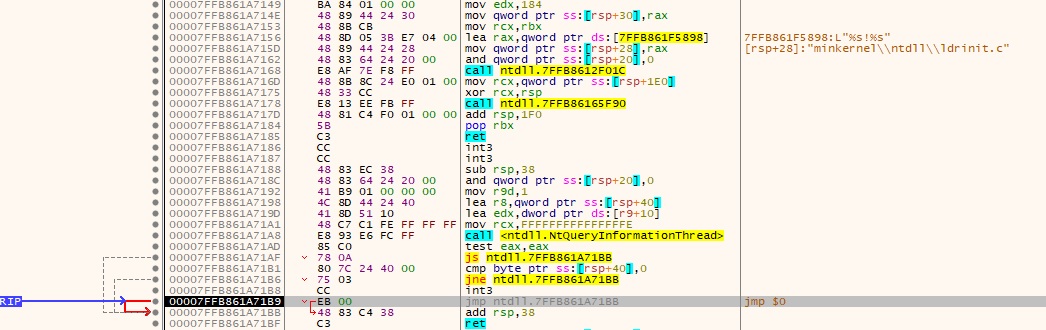 00007FFB861A7149 BA 84 01 00 00 mov edx,184
00007FFB861A714E 48 89 44 24 30 mov qword ptr ss:[rsp+30],rax
00007FFB861A7153 48 8B CB mov rcx,rbx
00007FFB861A7156 48 8D 05 3B E7 04 00 lea rax,qword ptr ds:[7FFB861F5898] 7FFB861F5898:L"%s!%s"
00007FFB861A715D 48 89 44 24 28 mov qword ptr ss:[rsp+28],rax [rsp+28]:"minkernel\\ntdll\\ldrinit.c"
00007FFB861A7162 48 83 64 24 20 00 and qword ptr ss:[rsp+20],0
00007FFB861A7168 E8 AF 7E F8 FF call ntdll.7FFB8612F01C
00007FFB861A716D 48 8B 8C 24 E0 01 00 00 mov rcx,qword ptr ss:[rsp+1E0]
00007FFB861A7175 48 33 CC xor rcx,rsp
00007FFB861A7178 E8 13 EE FB FF call ntdll.7FFB86165F90
00007FFB861A717D 48 81 C4 F0 01 00 00 add rsp,1F0
00007FFB861A7184 5B pop rbx
00007FFB861A7185 C3 ret
00007FFB861A7186 CC int3
00007FFB861A7187 CC int3
00007FFB861A7188 48 83 EC 38 sub rsp,38
00007FFB861A718C 48 83 64 24 20 00 and qword ptr ss:[rsp+20],0
00007FFB861A7192 41 B9 01 00 00 00 mov r9d,1
00007FFB861A7198 4C 8D 44 24 40 lea r8,qword ptr ss:[rsp+40]
00007FFB861A719D 41 8D 51 10 lea edx,dword ptr ds:[r9+10]
00007FFB861A71A1 48 C7 C1 FE FF FF FF mov rcx,FFFFFFFFFFFFFFFE
00007FFB861A71A8 E8 93 E6 FC FF call <ntdll.NtQueryInformationThread>
00007FFB861A71AD 85 C0 test eax,eax
00007FFB861A71AF 78 0A js ntdll.7FFB861A71BB
00007FFB861A71B1 80 7C 24 40 00 cmp byte ptr ss:[rsp+40],0
00007FFB861A71B6 75 03 jne ntdll.7FFB861A71BB
00007FFB861A71B8 CC int3
RIP 00007FFB861A71B9 EB 00 jmp ntdll.7FFB861A71BB jmp $0
00007FFB861A71BB 48 83 C4 38 add rsp,38
00007FFB861A71BF C3 ret